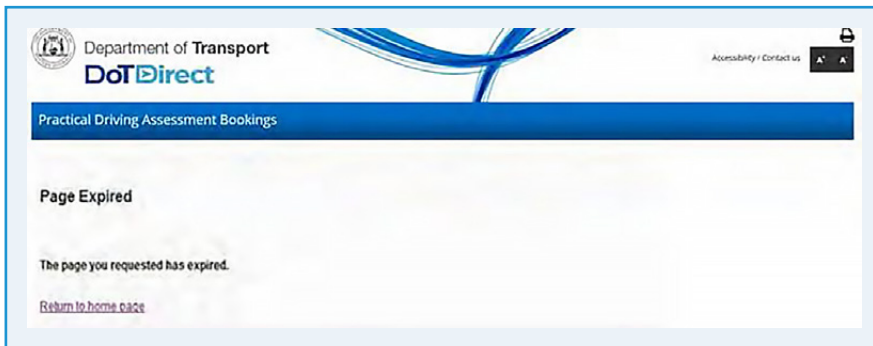 Department of Transport
DoTDirect
Accessibility / Contact us
A+ A-
Practical Driving Assessment Bookings
Page Expired
The page you requested has expired.
Return to home page